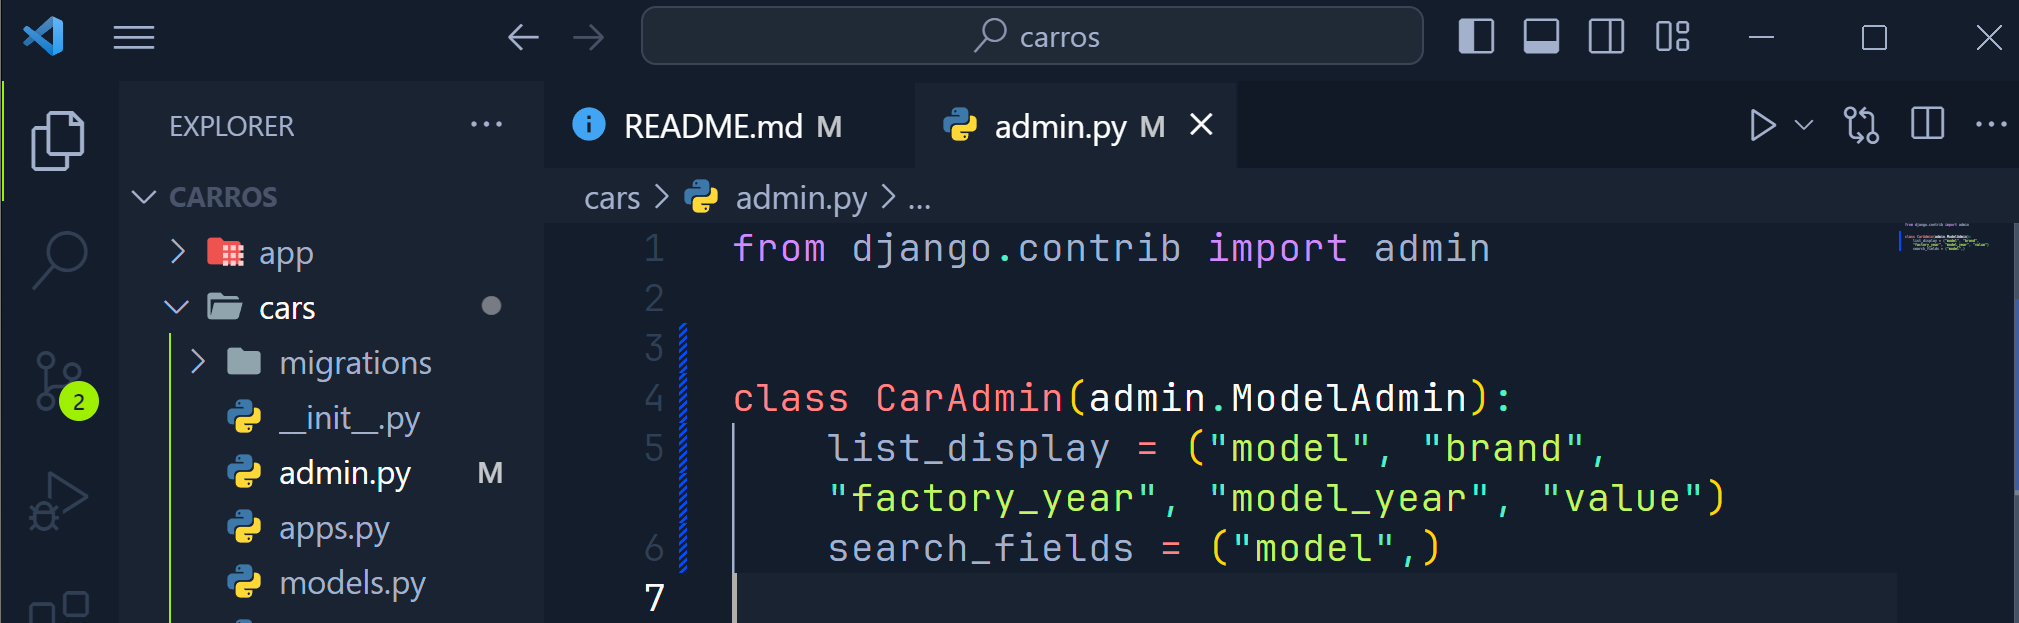 carros
EXPLORER
README.md M
admin.py M
CARROS
cars > admin.py > ...
app
cars
migrations
__init__.py
admin.py M
apps.py
models.py
2
1 from django.contrib import admin
2
3
4 class CarAdmin(admin.ModelAdmin):
5 list_display = ("model", "brand",
"factory_year", "model_year", "value")
6 search_fields = ("model",)
7